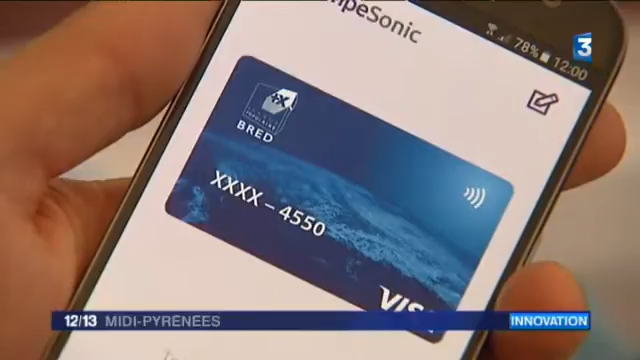 peSonic
78% 12:00
3
BRED
XXXX – 4550
VIS
12/13 MIDI-PYRÉNÉES
INNOVATION